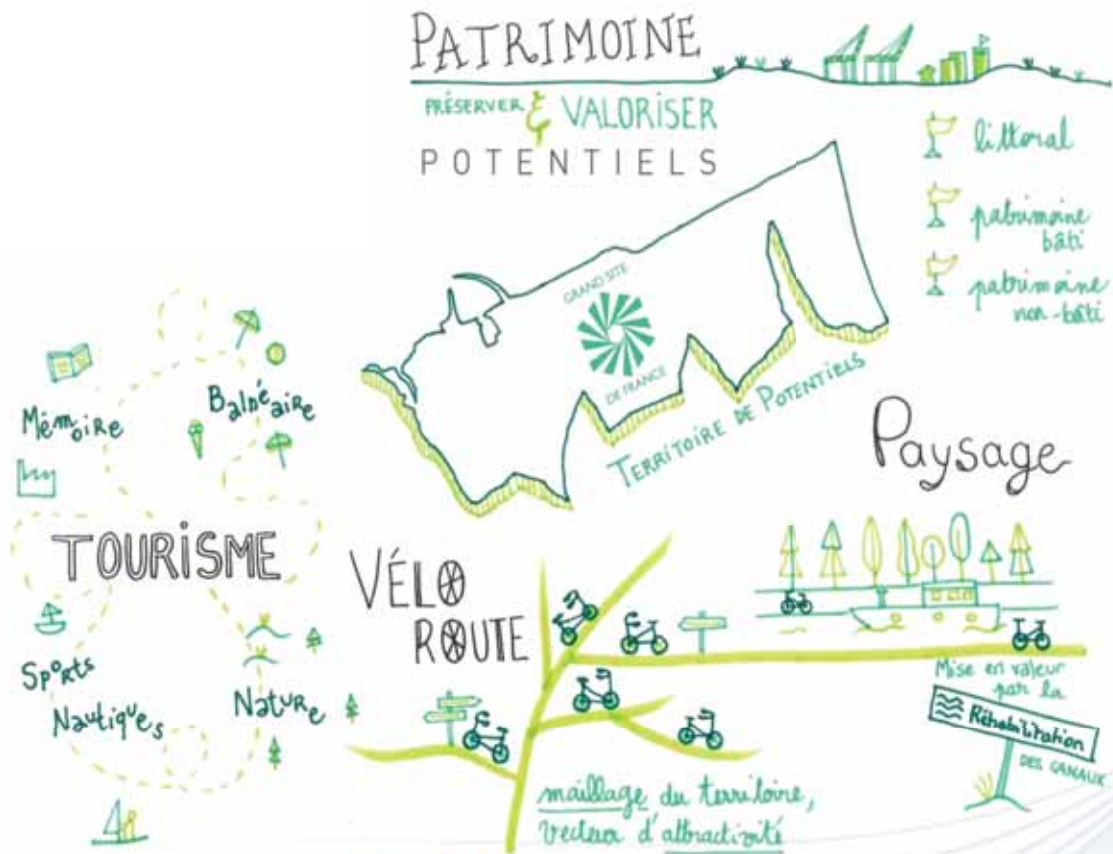 PATRIMOINE
PRÉSERVER & VALORISER
POTENTIELS
littoral
patrimoine
bâti
patrimoine
non-bâti
GRAND SITE
DE FRANCE
TERRITOIRE DE POTENTIELS
Mémoire
Balnéaire
TOURISME
Sports
Nautiques
Nature
VÉLO
ROUTE
maillage du territoire,
vecteur d'attractivité
Paysage
Mise en valeur
par la
Réhabilitation
DES CANAUX